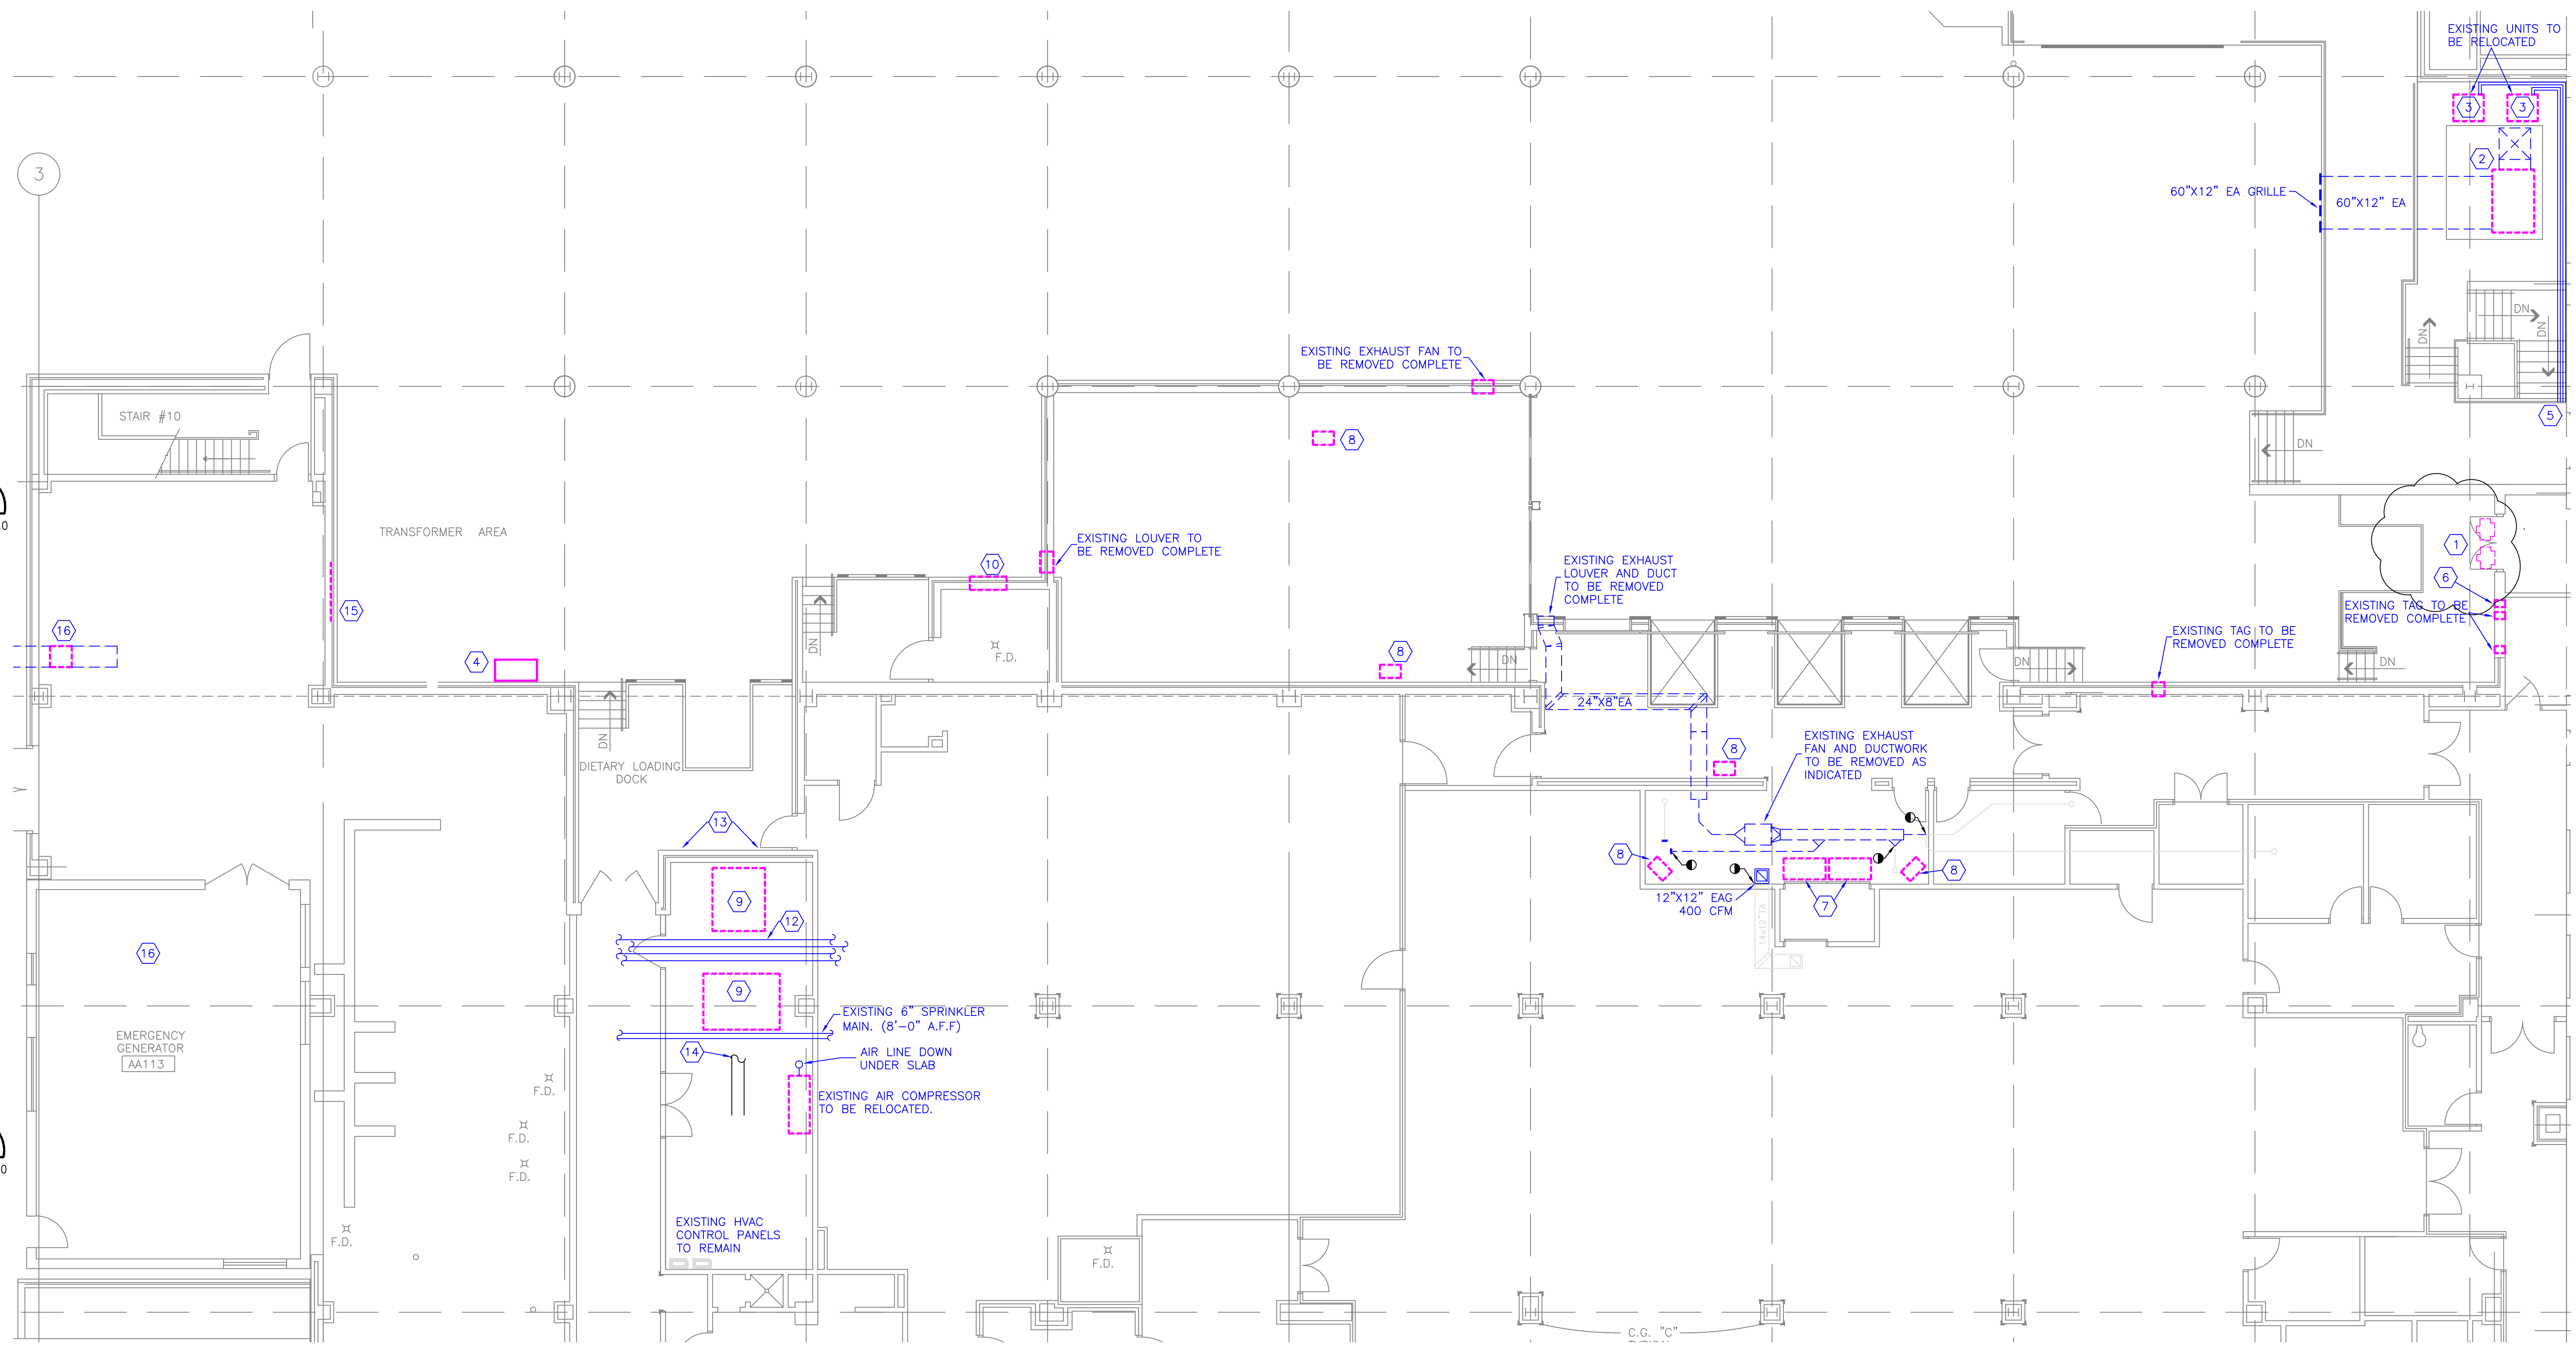 EXISTING UNITS TO
BE RELOCATED
3
3
2
3
60"X12" EA GRILLE
60"X12" EA
DN
DN
DN
EXISTING EXHAUST FAN TO
BE REMOVED COMPLETE
STAIR #10
5
8
DN
TRANSFORMER AREA
EXISTING LOUVER TO
BE REMOVED COMPLETE
10
1
6
EXISTING EXHAUST
LOUVER AND DUCT
TO BE REMOVED
COMPLETE
15
EXISTING TAG TO BE
REMOVED COMPLETE
16
DN
F.D.
EXISTING TAG TO BE
REMOVED COMPLETE
4
8
DN
DN
DN
24"X8"EA
DN
DIETARY LOADING
DOCK
8
EXISTING EXHAUST
FAN AND DUCTWORK
TO BE REMOVED AS
INDICATED
13
8
8
9
12"X12" EAG
400 CFM
7
12
14x12"TA
16
9
EXISTING 6" SPRINKLER
MAIN. (8'-0" A.F.F)
EMERGENCY
GENERATOR
AA113
14
AIR LINE DOWN
UNDER SLAB
F.D.
EXISTING AIR COMPRESSOR
TO BE RELOCATED.
F.D.
F.D.
F.D.
EXISTING HVAC
CONTROL PANELS
TO REMAIN
F.D.
C.G. "C"